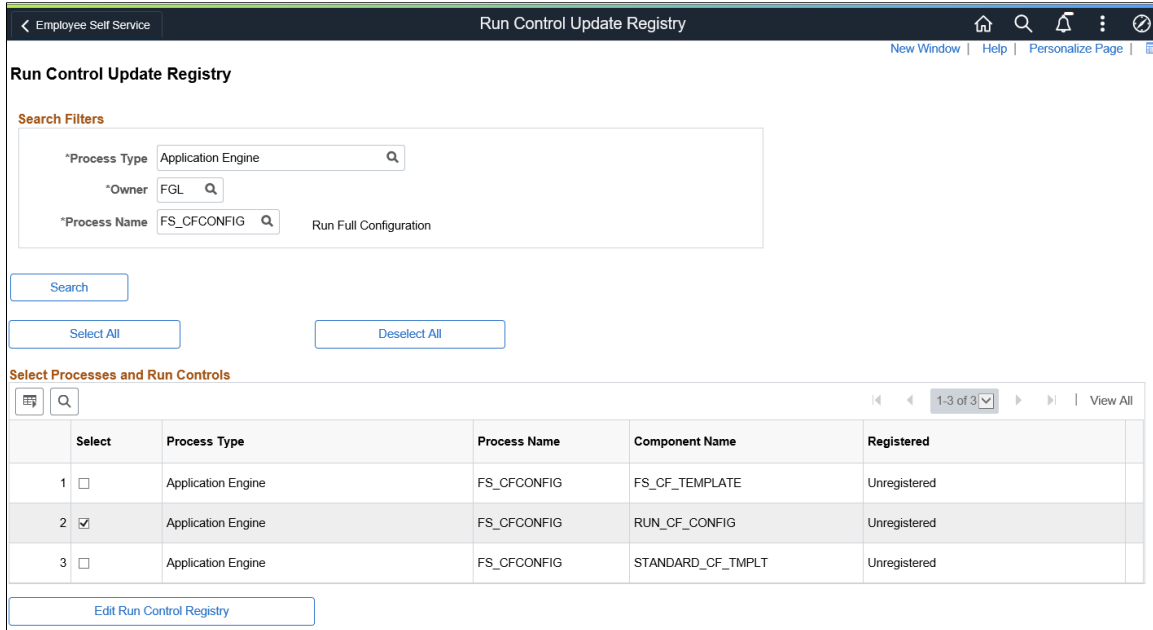 Employee Self Service Run Control Update Registry
New Window | Help | Personalize Page |
Run Control Update Registry
Search Filters
*Process Type Application Engine
*Owner FGL
*Process Name FS_CFCONFIG Run Full Configuration
Search
Select All Deselect All
Select Processes and Run Controls
1-3 of 3 | View All
Select Process Type Process Name Component Name Registered
1 Application Engine FS_CFCONFIG FS_CF_TEMPLATE Unregistered
2 Application Engine FS_CFCONFIG RUN_CF_CONFIG Unregistered
3 Application Engine FS_CFCONFIG STANDARD_CF_TMPLT Unregistered
Edit Run Control Registry